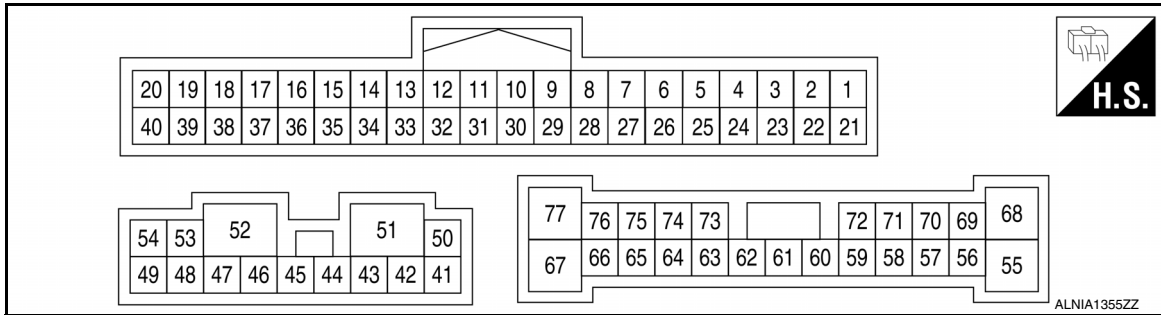 20 19 18 17 16 15 14 13 12 11 10 9 8 7 6 5 4 3 2 1
40 39 38 37 36 35 34 33 32 31 30 29 28 27 26 25 24 23 22 21
H.S.
54 53 52 51 50
49 48 47 46 45 44 43 42 41
77 76 75 74 73 72 71 70 69 68
67 66 65 64 63 62 61 60 59 58 57 56 55
ALNIA1355ZZ